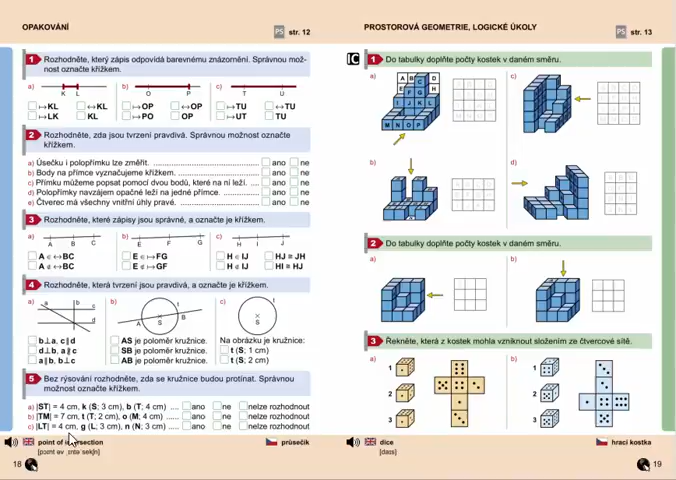 OPAKOVÁNÍ
PS str. 12
1 Rozhodněte, který zápis odpovídá barevnému znázornění. Správnou mož-
nost označte křížkem.
a) b) c)
K L O P T U
↦KL ↔KL ↦OP ↔OP ↦TU ↔TU
↦LK KL ↦PO OP ↦UT TU
2 Rozhodněte, zda jsou tvrzení pravdivá. Správnou možnost označte
křížkem.
a) Úsečku i polopřímku lze změřit. ano ne
b) Body na přímce vyznačujeme křížkem. ano ne
c) Přímku můžeme popsat pomocí dvou bodů, které na ní leží. ano ne
d) Polopřímky navzájem opačné leží na jedné přímce. ano ne
e) Čtverec má všechny vnitřní úhly pravé. ano ne
3 Rozhodněte, které zápisy jsou správné, a označte je křížkem.
a) b) c)
A B C E F G H I J
A ∈ ↔BC E ∈ ↦FG H ∈ IJ HJ ≅ JH
A ∉ ↔BC E ∉ ↦GF H ∉ IJ HI ≅ HJ
4 Rozhodněte, která tvrzení jsou pravdivá, a označte je křížkem.
a) b) c)
a b c d
A S B t
S t
b⊥a, c∦d AS je poloměr kružnice. Na obrázku je kružnice:
d⊥b, a∦c SB je poloměr kružnice. t (S; 1 cm)
a∥b, b⊥c AB je poloměr kružnice. t (S; 2 cm)
5 Bez rýsování rozhodněte, zda se kružnice budou protínat. Správnou
možnost označte křížkem.
a) |ST| = 4 cm, k (S; 3 cm), b (T; 4 cm) .... ano ne nelze rozhodnout
b) |TM| = 7 cm, t (T; 2 cm), o (M; 4 cm) .... ano ne nelze rozhodnout
c) |LT| = 4 cm, g (L; 3 cm), n (N; 3 cm) ..... ano ne nelze rozhodnout
point of intersection průsečík
18
PROSTOROVÁ GEOMETRIE, LOGICKÉ ÚKOLY
PS str. 13
1 Do tabulky doplňte počty kostek v daném směru.
a) c)
A B C D
E F G H
I J K L
M N O P
b) d)
2 Do tabulky doplňte počty kostek v daném směru.
a) b)
3 Řekněte, která z kostek mohla vzniknout složením ze čtvercové sítě.
a) b)
1 1
2 2
3 3
dice hrací kostka
[daɪs]
19